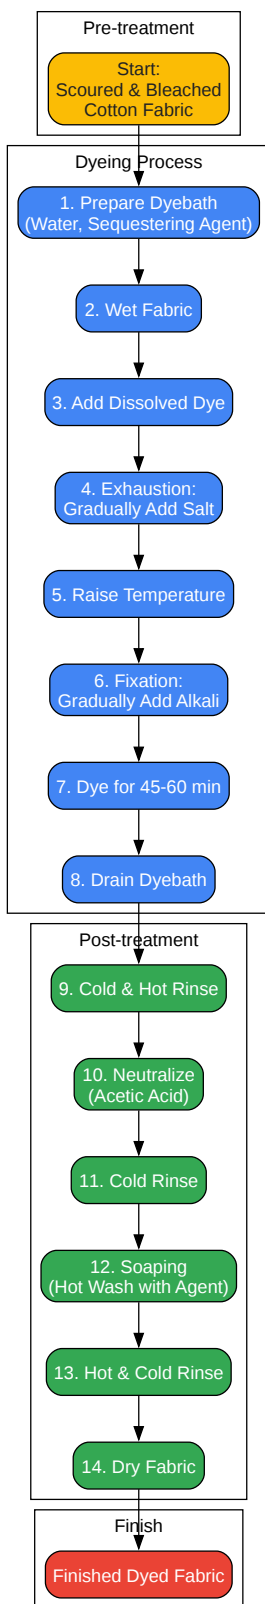 Pre-treatment
Start:
Scoured & Bleached
Cotton Fabric
Dyeing Process
1. Prepare Dyebath
(Water, Sequestering Agent)
2. Wet Fabric
3. Add Dissolved Dye
4. Exhaustion:
Gradually Add Salt
5. Raise Temperature
6. Fixation:
Gradually Add Alkali
7. Dye for 45-60 min
8. Drain Dyebath
Post-treatment
9. Cold & Hot Rinse
10. Neutralize
(Acetic Acid)
11. Cold Rinse
12. Soaping
(Hot Wash with Agent)
13. Hot & Cold Rinse
14. Dry Fabric
Finish
Finished Dyed Fabric